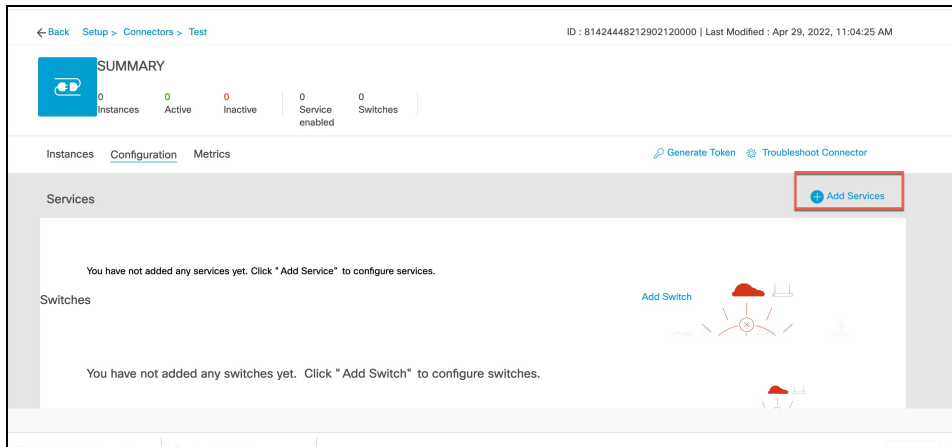 Back Setup > Connectors > Test
ID : 81424448212902120000 | Last Modified : Apr 29, 2022, 11:04:25 AM
SUMMARY
0 0 0 0 0
Instances Active Inactive Service enabled Switches
Instances Configuration Metrics
Generate Token Troubleshoot Connector
Services
Add Services
You have not added any services yet. Click " Add Service" to configure services.
Switches
Add Switch
You have not added any switches yet. Click " Add Switch" to configure switches.